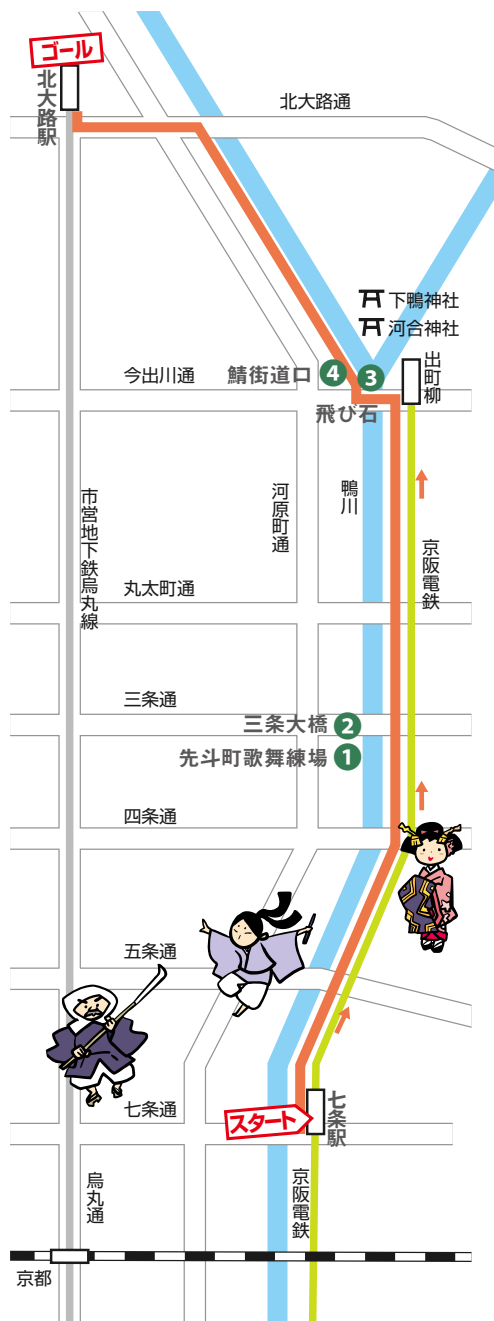 ゴール
北大路駅
北大路通
下鴨神社
河合神社
出町柳
今出川通
鯖街道口
4
3
飛び石
市営地下鉄烏丸線
河原町通
鴨川
京阪電鉄
丸太町通
三条通
三条大橋
2
先斗町歌舞練場
1
四条通
五条通
七条通
スタート
七条駅
烏丸通
京阪電鉄
京都